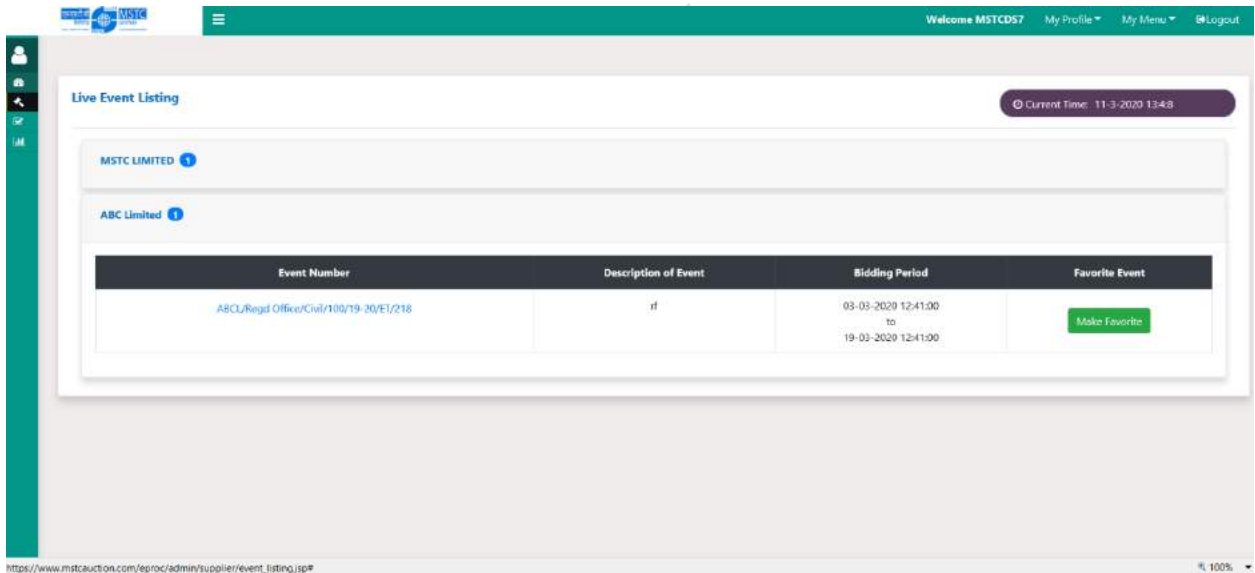 MSTC
Welcome MSTCDS7 My Profile My Menu Logout
Live Event Listing
Current Time: 11-3-2020 13:4:8
MSTC LIMITED 1
ABC Limited 1
Event Number Description of Event Bidding Period Favorite Event
ABCL/Regd Office/Civil/100/19-20/ET/218 rf 03-03-2020 12:41:00
to
19-03-2020 12:41:00
Make Favorite
https://www.mstcauction.com/eproc/admin/supplier/event_listing.jsp# 100%